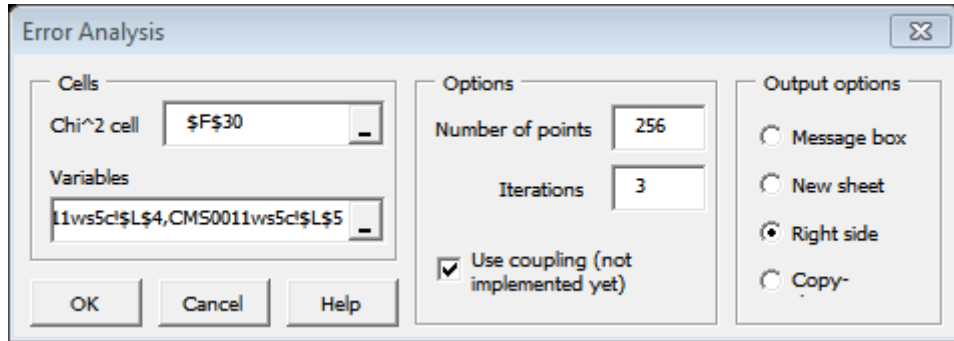 Error Analysis
Cells
Chi^2 cell
$F$30
_
Variables
11ws5c!$L$4,CMS0011ws5c!$L$5
_
OK
Cancel
Help
Options
Number of points
256
Iterations
3
Use coupling (not
implemented yet)
Output options
Message box
New sheet
Right side
Copy-